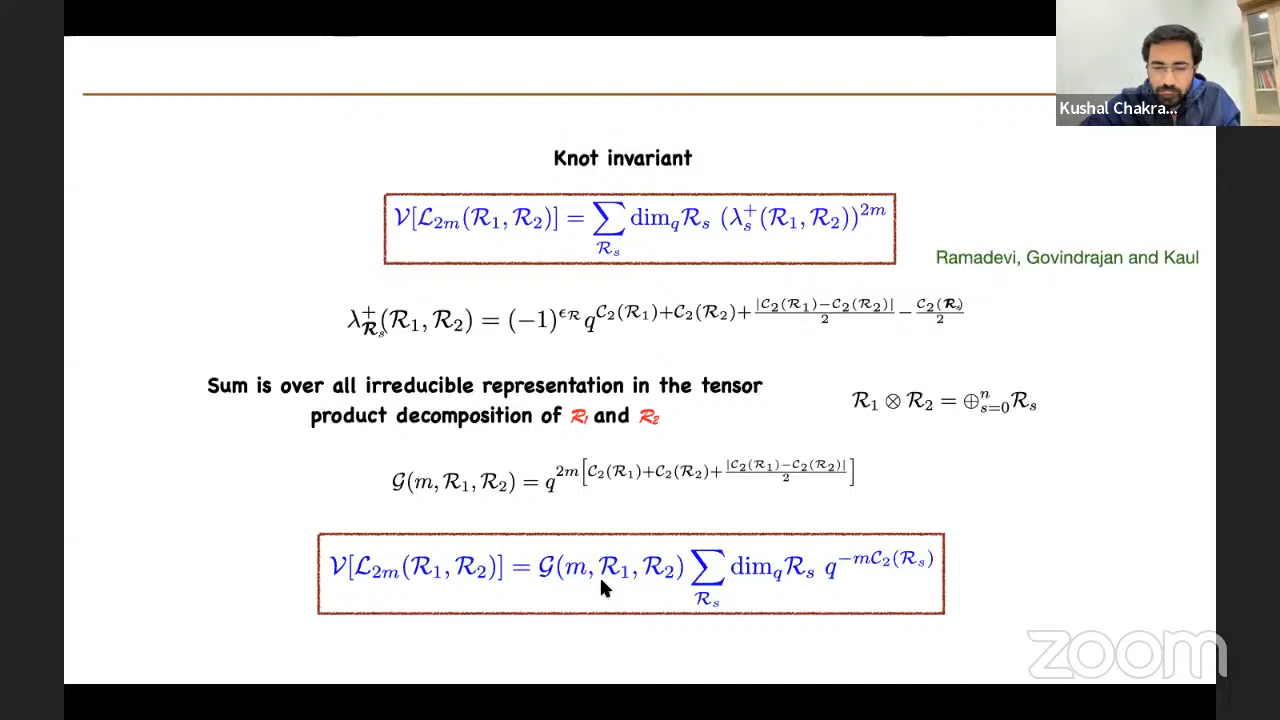 Kushal Chakra...
Knot invariant
𝒱[ℒ_{2m}(ℛ_1, ℛ_2)] = ∑_{ℛ_s} dim_q ℛ_s (λ_s^+(ℛ_1, ℛ_2))^{2m}
Ramadevi, Govindrajan and Kaul
λ_{ℛ_s}^+(ℛ_1, ℛ_2) = (−1)^{ϵ_ℛ} q^{𝒞_2(ℛ_1)+𝒞_2(ℛ_2)+\frac{|𝒞_2(ℛ_1)−𝒞_2(ℛ_2)|}{2}−\frac{𝒞_2(ℛ_s)}{2}}
Sum is over all irreducible representation in the tensor
product decomposition of ℛ_1 and ℛ_2
ℛ_1 ⊗ ℛ_2 = ⊕_{s=0}^n ℛ_s
𝒢(m, ℛ_1, ℛ_2) = q^{2m[𝒞_2(ℛ_1)+𝒞_2(ℛ_2)+\frac{|𝒞_2(ℛ_1)−𝒞_2(ℛ_2)|}{2}]}
𝒱[ℒ_{2m}(ℛ_1, ℛ_2)] = 𝒢(m, ℛ_1, ℛ_2) ∑_{ℛ_s} dim_q ℛ_s q^{−m𝒞_2(ℛ_s)}
zoom